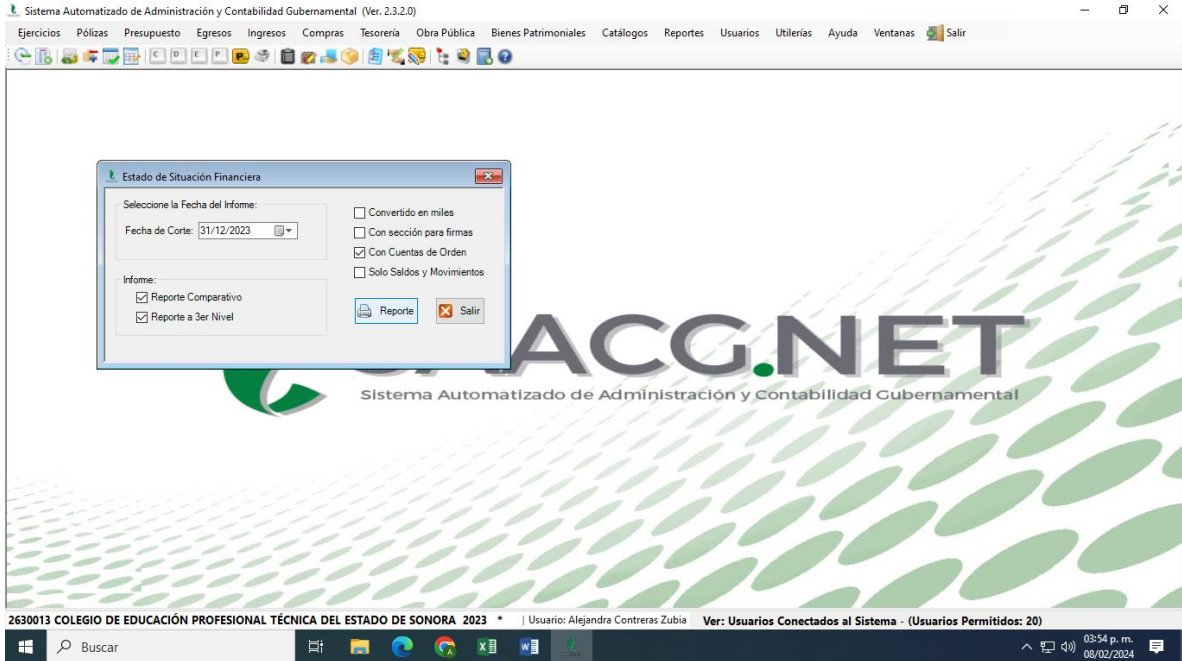 Sistema Automatizado de Administración y Contabilidad Gubernamental (Ver. 2.3.2.0)
Ejercicios Pólizas Presupuesto Egresos Ingresos Compras Tesorería Obra Pública Bienes Patrimoniales Catálogos Reportes Usuarios Utilerías Ayuda Ventanas Salir
C D E P P
Estado de Situación Financiera
Seleccione la Fecha del Informe:
Fecha de Corte: 31/12/2023
Informe:
Reporte Comparativo
Reporte a 3er Nivel
Convertido en miles
Con sección para firmas
Con Cuentas de Orden
Solo Saldos y Movimientos
Reporte Salir
ACG.NET
Sistema Automatizado de Administración y Contabilidad Gubernamental
2630013 COLEGIO DE EDUCACIÓN PROFESIONAL TÉCNICA DEL ESTADO DE SONORA 2023 * | Usuario: Alejandra Contreras Zubia Ver: Usuarios Conectados al Sistema - (Usuarios Permitidos: 20)
Buscar
03:54 p. m.
08/02/2024